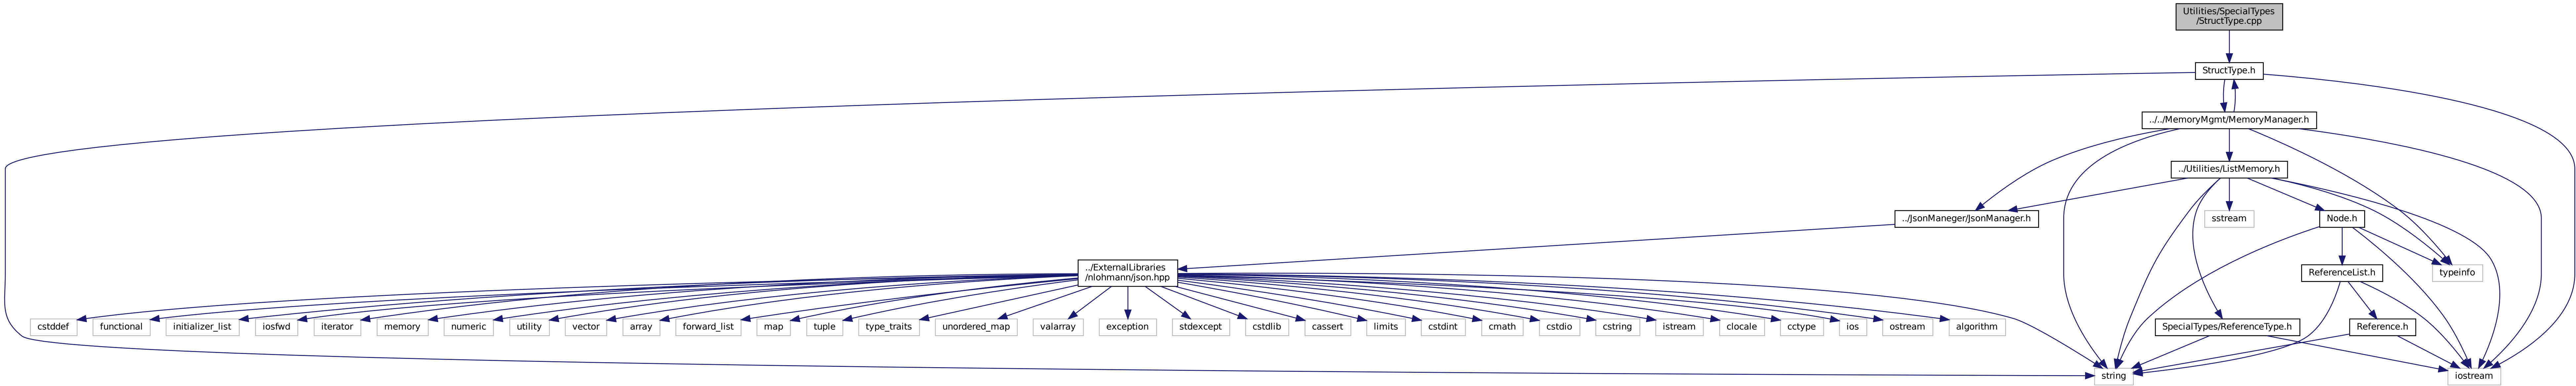 Utilities/SpecialTypes
/StructType.cpp
StructType.h
../../MemoryMgmt/MemoryManager.h
../Utilities/ListMemory.h
../JsonManeger/JsonManager.h
sstream
Node.h
../ExternalLibraries
/nlohmann/json.hpp
ReferenceList.h
typeinfo
cstddef
functional
initializer_list
iosfwd
iterator
memory
numeric
utility
vector
array
forward_list
map
tuple
type_traits
unordered_map
valarray
exception
stdexcept
cstdlib
cassert
limits
cstdint
cmath
cstdio
cstring
istream
clocale
cctype
ios
ostream
algorithm
SpecialTypes/ReferenceType.h
Reference.h
string
iostream